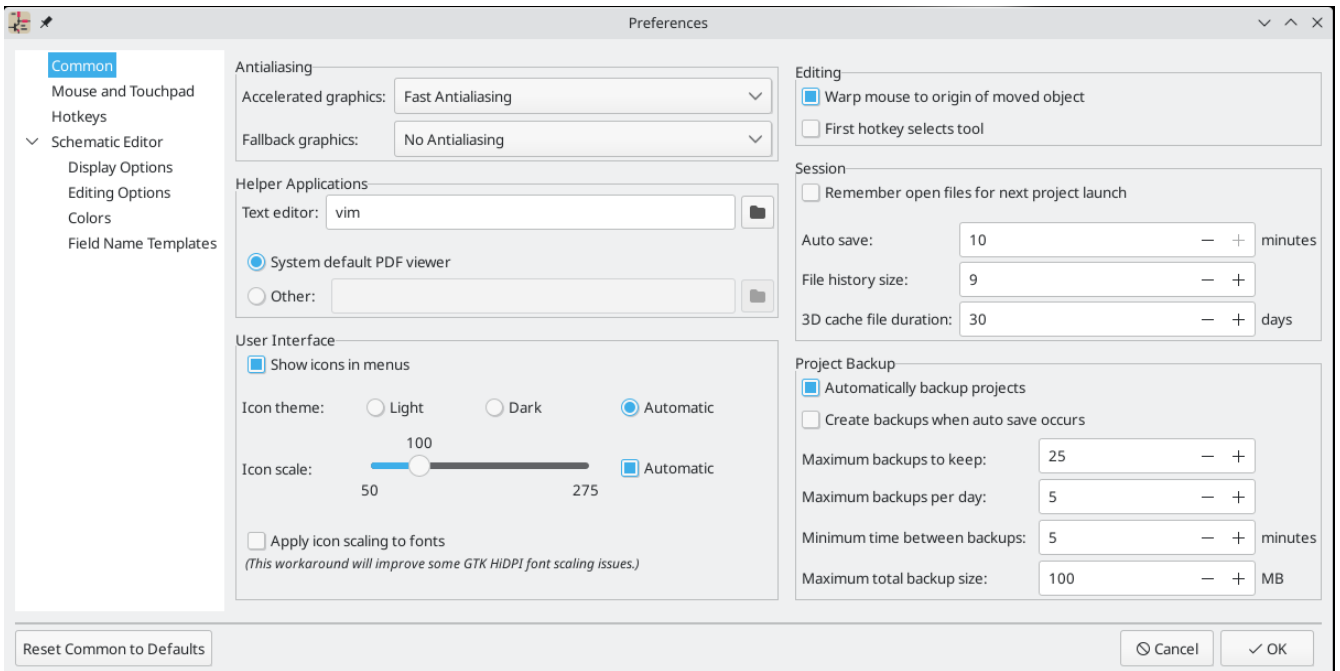 Preferences
Common
Mouse and Touchpad
Hotkeys
Schematic Editor
Display Options
Editing Options
Colors
Field Name Templates
Antialiasing
Accelerated graphics: Fast Antialiasing
Fallback graphics: No Antialiasing
Helper Applications
Text editor: vim
System default PDF viewer
Other:
User Interface
Show icons in menus
Icon theme: Light Dark Automatic
100
Icon scale: Automatic
50 275
Apply icon scaling to fonts
(This workaround will improve some GTK HiDPI font scaling issues.)
Editing
Warp mouse to origin of moved object
First hotkey selects tool
Session
Remember open files for next project launch
Auto save: 10 minutes
File history size: 9
3D cache file duration: 30 days
Project Backup
Automatically backup projects
Create backups when auto save occurs
Maximum backups to keep: 25
Maximum backups per day: 5
Minimum time between backups: 5 minutes
Maximum total backup size: 100 MB
Reset Common to Defaults
Cancel
OK